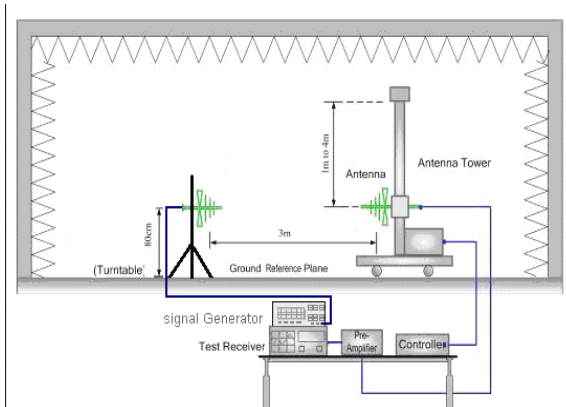 1m to 4m
Antenna Tower
Antenna
80cm
3m
(Turntable)
Ground Reference Plane
signal Generator
Test Receiver
Pre-
Amplifier
Controller